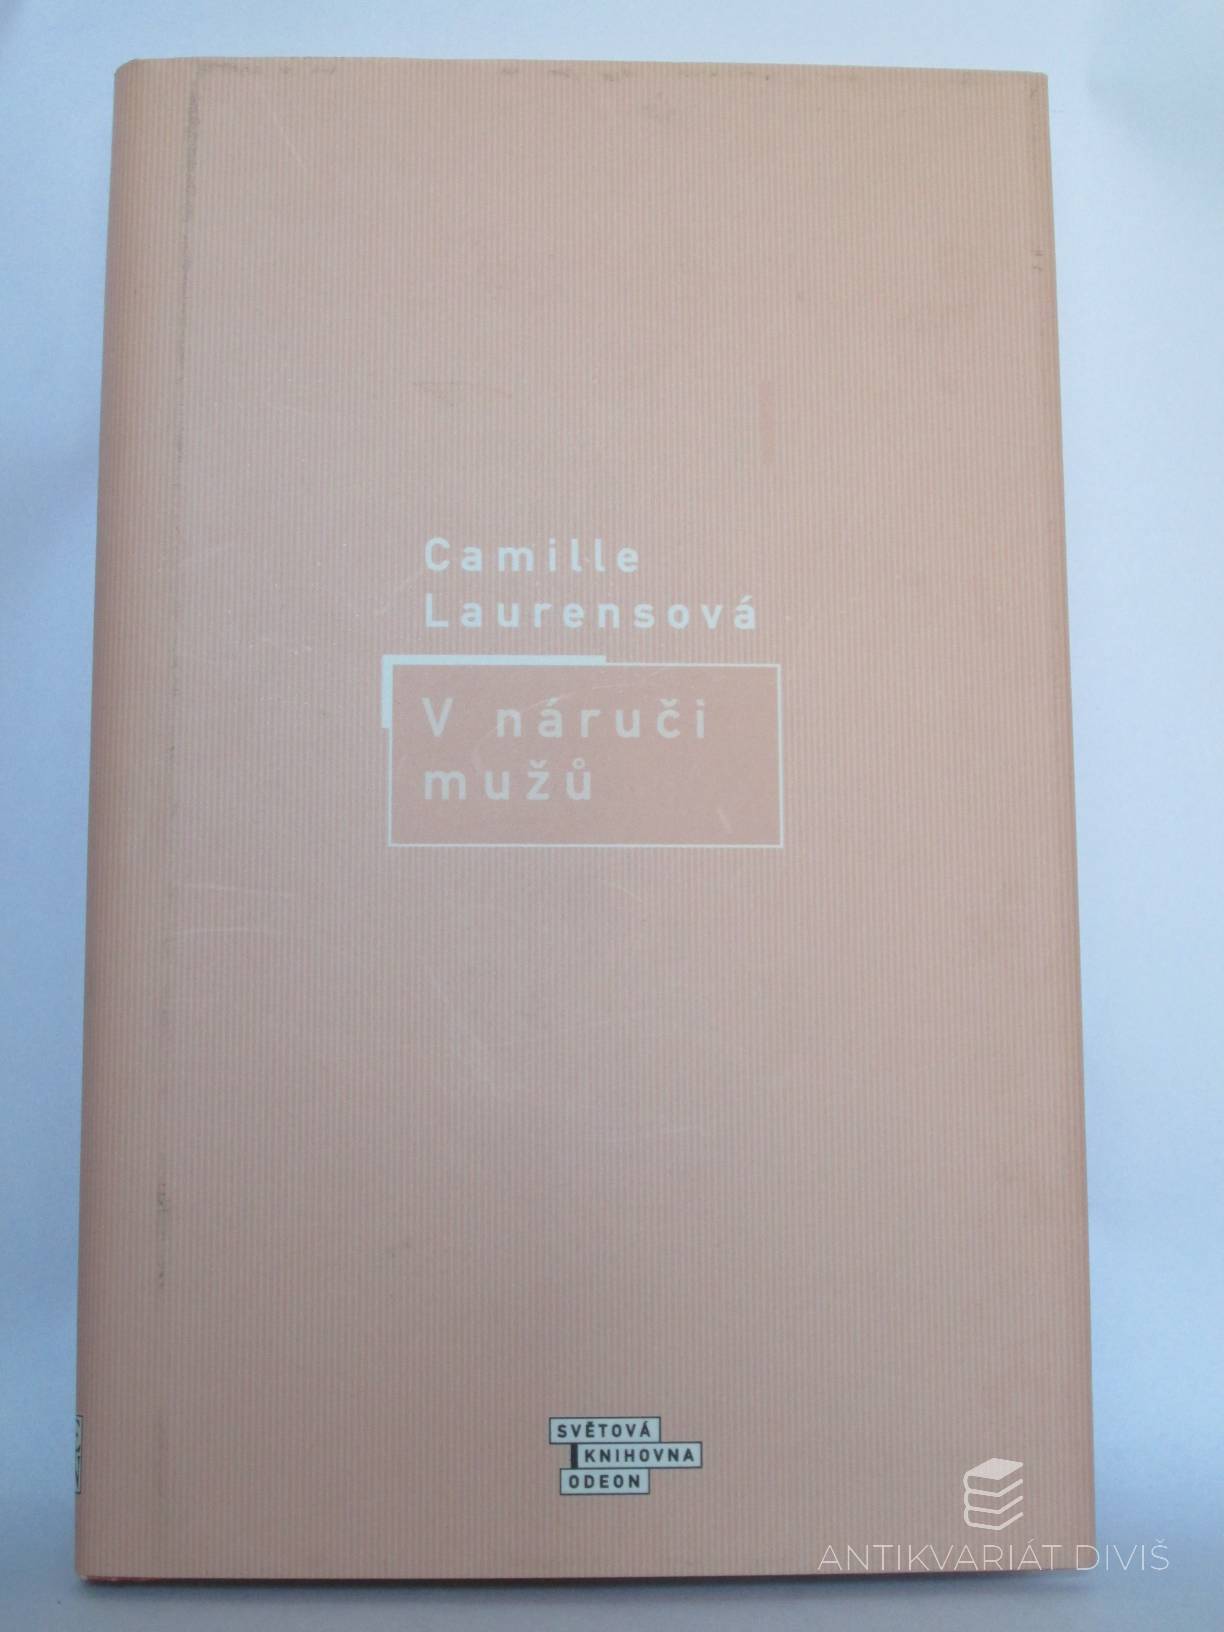 Camille
Laurensová
V náruči
mužů
SVĚTOVÁ
KNIHOVNA
ODEON
ANTIKVARIÁT DIVIŠ